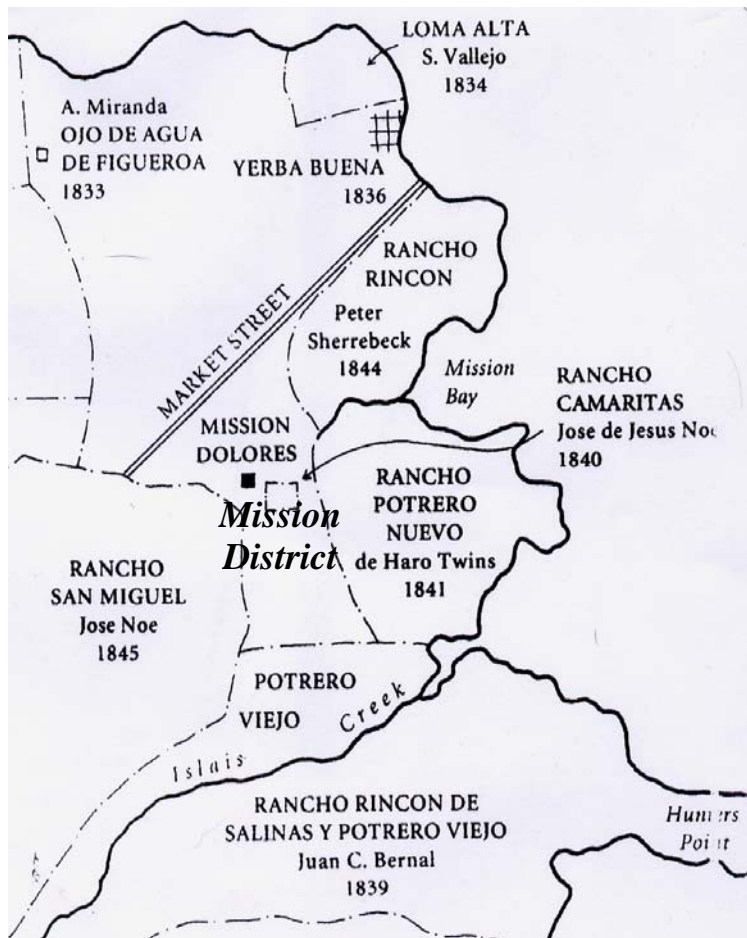 LOMA ALTA
S. Vallejo
1834
A. Miranda
OJO DE AGUA
DE FIGUEROA
1833
YERBA BUENA
1836
RANCHO
RINCON
Peter
Sherrebeck
1844
MARKET STREET
Mission
Bay
RANCHO
CAMARITAS
Jose de Jesus Noe
1840
MISSION
DOLORES
Mission
District
RANCHO
POTRERO
NUEVO
de Haro Twins
1841
RANCHO
SAN MIGUEL
Jose Noe
1845
POTRERO
VIEJO
Islais Creek
RANCHO RINCON DE
SALINAS Y POTRERO VIEJO
Juan C. Bernal
1839
Hunters
Point